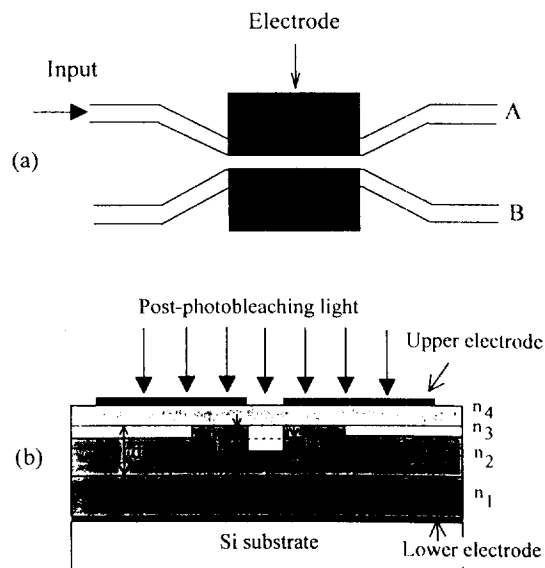 Electrode
Input
A
(a)
B
Post-photobleaching light
Upper electrode
n4
n3
(b)
n2
n1
Si substrate
Lower electrode